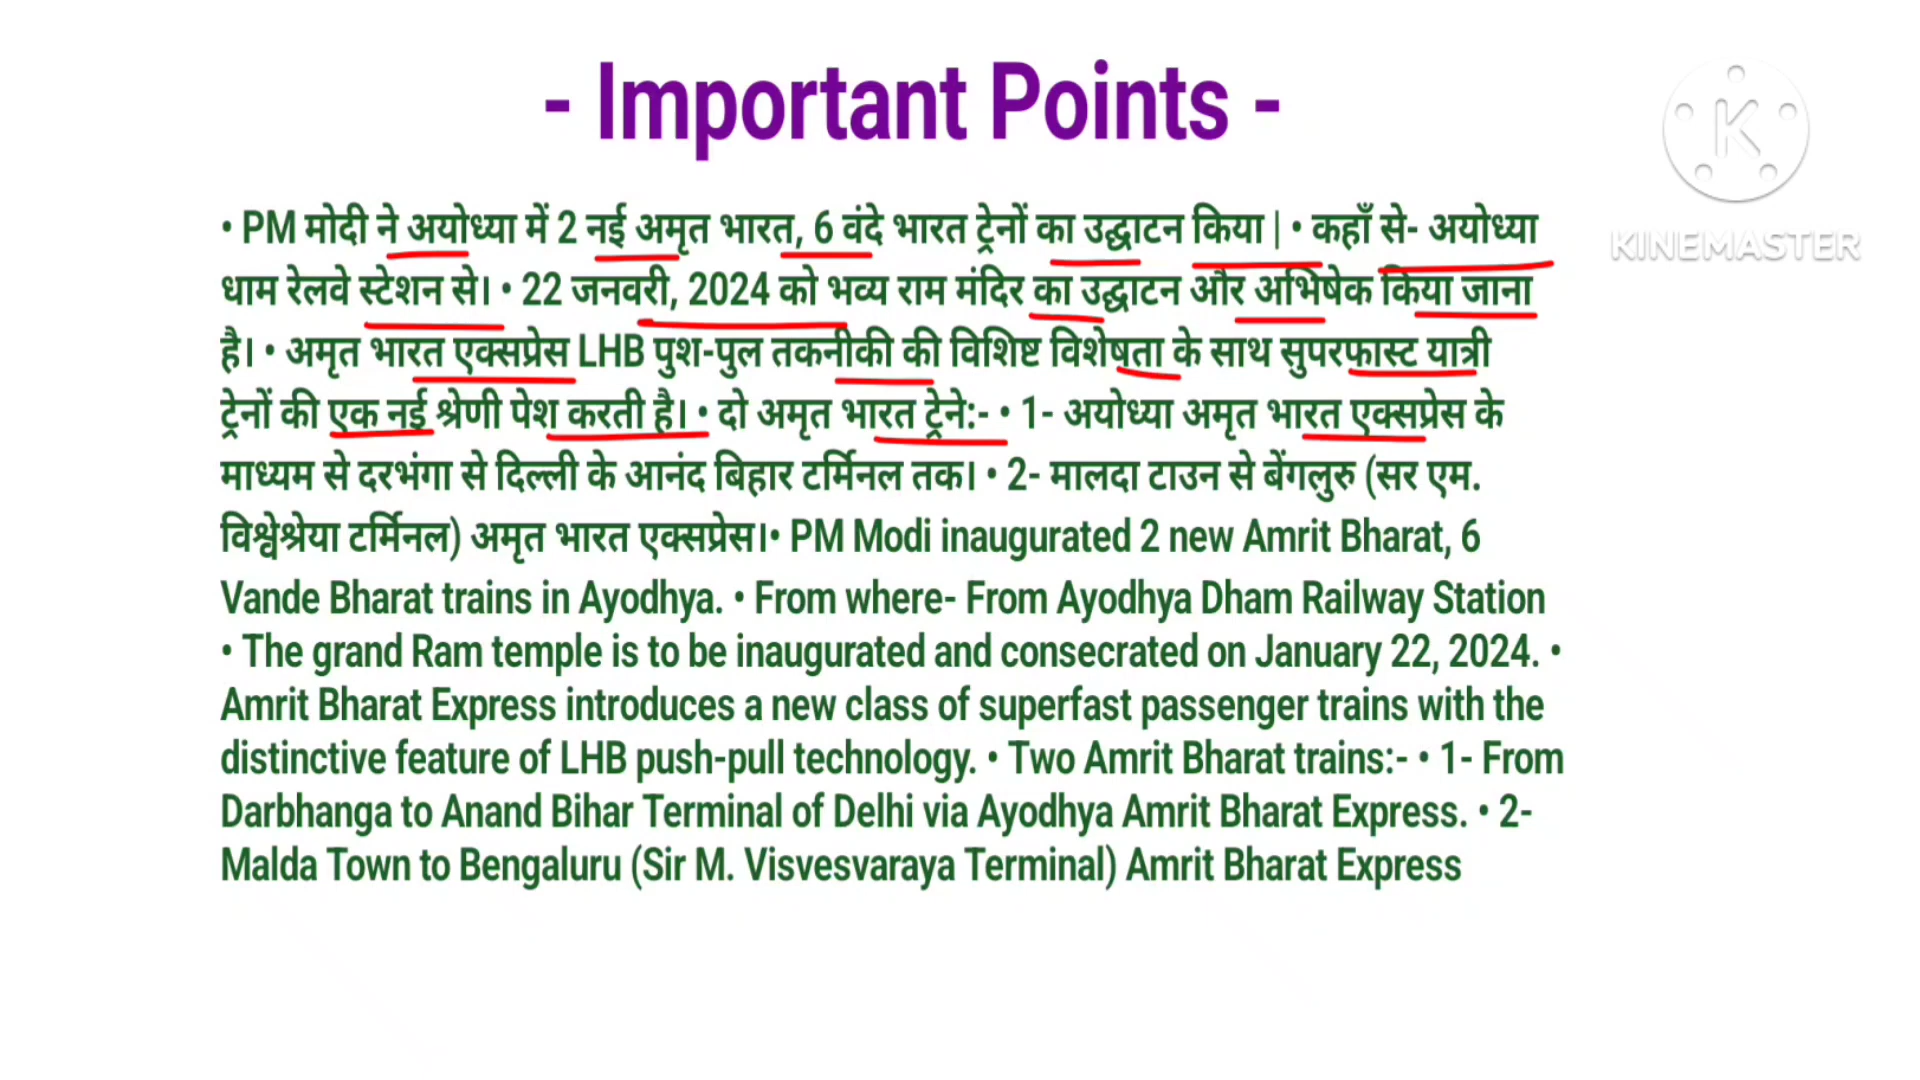 - Important Points -
• PM मोदी ने अयोध्या में 2 नई अमृत भारत, 6 वंदे भारत ट्रेनों का उद्घाटन किया | • कहाँ से- अयोध्या
धाम रेलवे स्टेशन से। • 22 जनवरी, 2024 को भव्य राम मंदिर का उद्घाटन और अभिषेक किया जाना
है। • अमृत भारत एक्सप्रेस LHB पुश-पुल तकनीकी की विशिष्ट विशेषता के साथ सुपरफास्ट यात्री
ट्रेनों की एक नई श्रेणी पेश करती है। • दो अमृत भारत ट्रेने:- • 1- अयोध्या अमृत भारत एक्सप्रेस के
माध्यम से दरभंगा से दिल्ली के आनंद बिहार टर्मिनल तक। • 2- मालदा टाउन से बेंगलुरु (सर एम.
विश्वेश्रेया टर्मिनल) अमृत भारत एक्सप्रेस।• PM Modi inaugurated 2 new Amrit Bharat, 6
Vande Bharat trains in Ayodhya. • From where- From Ayodhya Dham Railway Station
• The grand Ram temple is to be inaugurated and consecrated on January 22, 2024. •
Amrit Bharat Express introduces a new class of superfast passenger trains with the
distinctive feature of LHB push-pull technology. • Two Amrit Bharat trains:- • 1- From
Darbhanga to Anand Bihar Terminal of Delhi via Ayodhya Amrit Bharat Express. • 2-
Malda Town to Bengaluru (Sir M. Visvesvaraya Terminal) Amrit Bharat Express
K
KINEMASTER